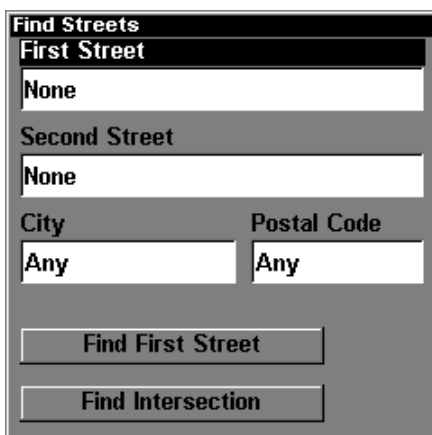 Find Streets
First Street
None
Second Street
None
City Postal Code
Any Any
Find First Street
Find Intersection